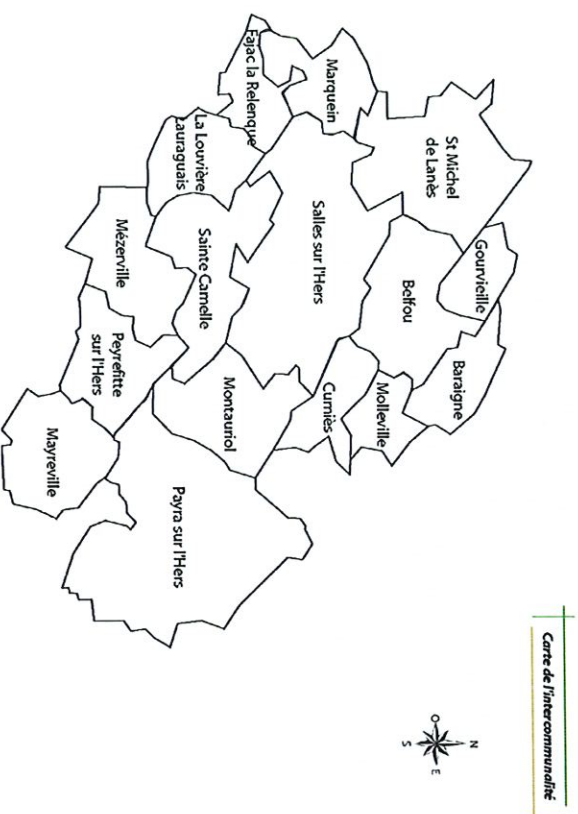 Carte de l'intercommunalité
N
O
E
S
Gourvieille
St Michel
de Lanès
Baraigne
Belfou
Molleville
Marquein
Salles sur l'Hers
Cumiès
Fajac la Relenque
La Louvière
Lauraguais
Sainte Camelle
Montauriol
Payra sur l'Hers
Mézerville
Peyrefitte
sur l'Hers
Mayreville